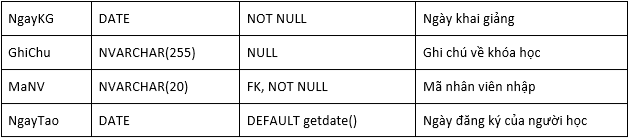 NgayKG DATE NOT NULL Ngày khai giảng
GhiChu NVARCHAR(255) NULL Ghi chú về khóa học
MaNV NVARCHAR(20) FK, NOT NULL Mã nhân viên nhập
NgayTao DATE DEFAULT getdate() Ngày đăng ký của người học